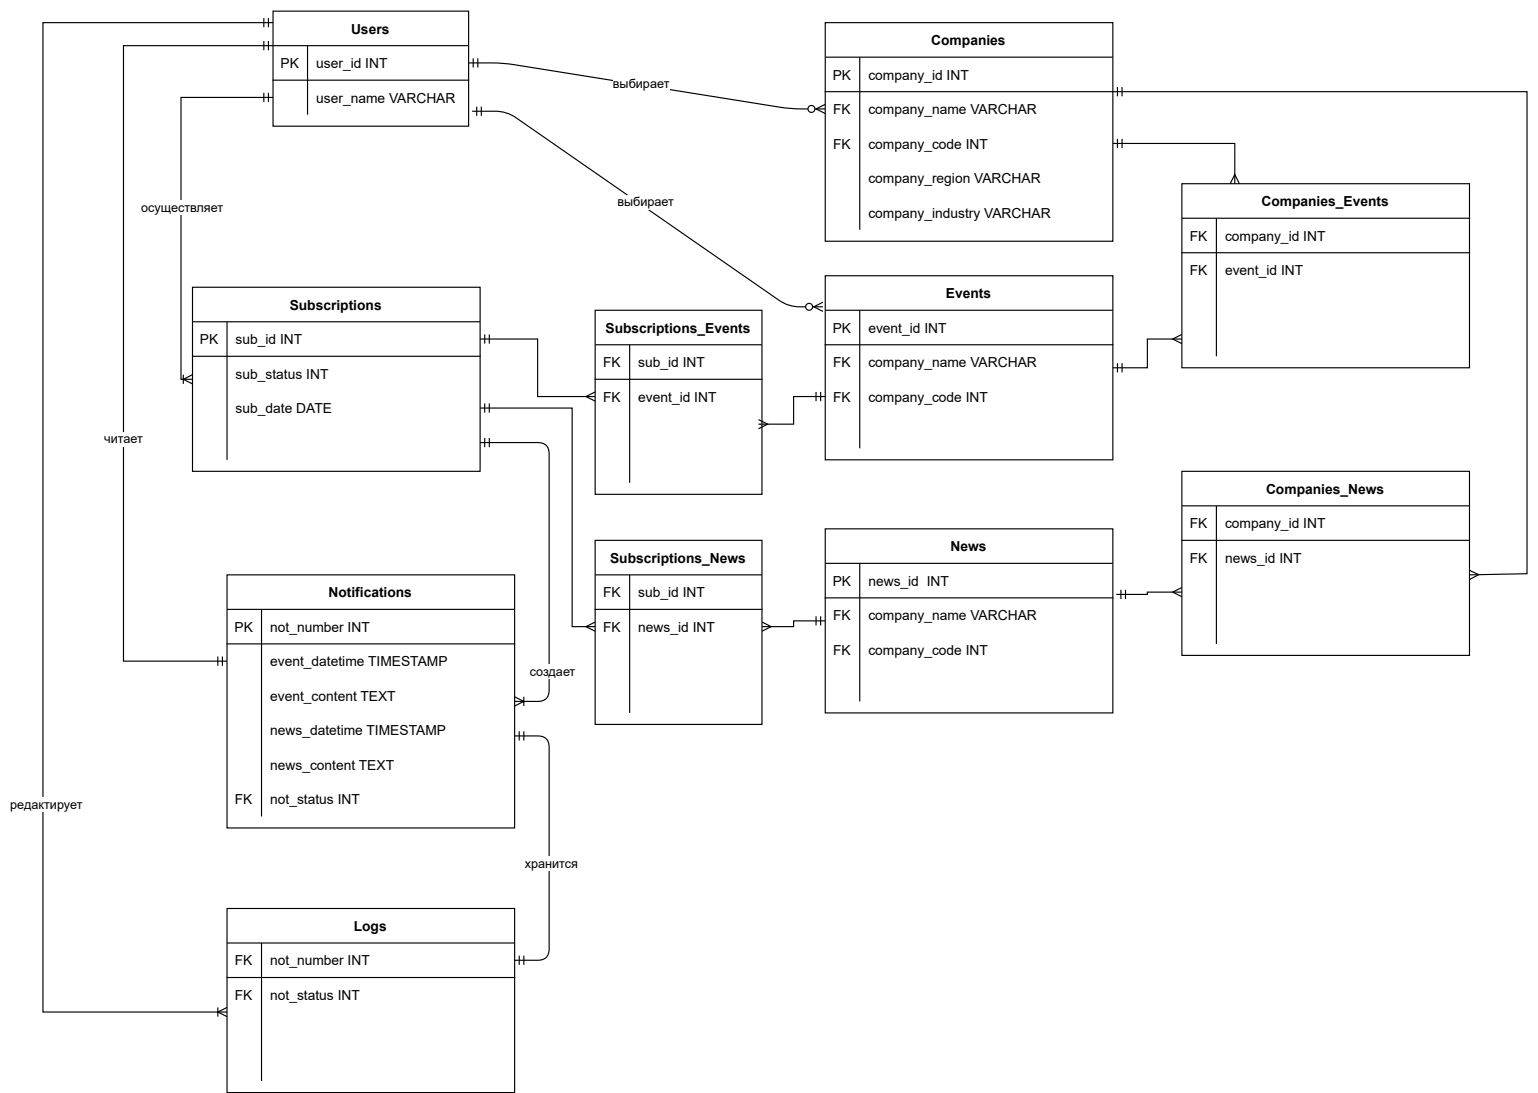 Users
PK user_id INT
user_name VARCHAR
Companies
PK company_id INT
FK company_name VARCHAR
FK company_code INT
company_region VARCHAR
company_industry VARCHAR
выбирает
выбирает
осуществляет
Companies_Events
FK company_id INT
FK event_id INT
Subscriptions
PK sub_id INT
sub_status INT
sub_date DATE
Subscriptions_Events
FK sub_id INT
FK event_id INT
Events
PK event_id INT
FK company_name VARCHAR
FK company_code INT
читает
Companies_News
FK company_id INT
FK news_id INT
Subscriptions_News
FK sub_id INT
FK news_id INT
News
PK news_id INT
FK company_name VARCHAR
FK company_code INT
Notifications
PK not_number INT
event_datetime TIMESTAMP
event_content TEXT
news_datetime TIMESTAMP
news_content TEXT
FK not_status INT
создает
редактирует
хранится
Logs
FK not_number INT
FK not_status INT